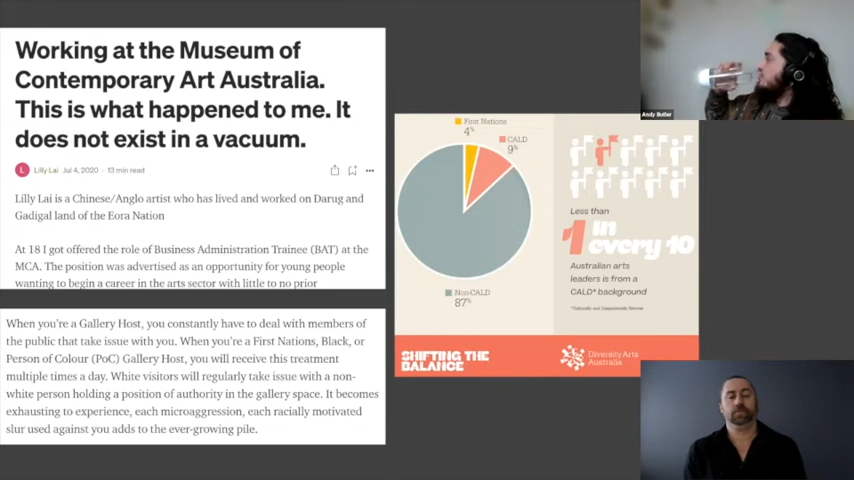 Working at the Museum of
Contemporary Art Australia.
This is what happened to me. It
does not exist in a vacuum.
L
Lilly Lai Jul 4, 2020 · 13 min read
Lilly Lai is a Chinese/Anglo artist who has lived and worked on Darug and
Gadigal land of the Eora Nation
At 18 I got offered the role of Business Administration Trainee (BAT) at the
MCA. The position was advertised as an opportunity for young people
wanting to begin a career in the arts sector with little to no prior
When you're a Gallery Host, you constantly have to deal with members of
the public that take issue with you. When you're a First Nations, Black, or
Person of Colour (PoC) Gallery Host, you will receive this treatment
multiple times a day. White visitors will regularly take issue with a non-
white person holding a position of authority in the gallery space. It becomes
exhausting to experience, each microaggression, each racially motivated
slur used against you adds to the ever-growing pile.
First Nations
4%
CALD
9%
Non-CALD
87%
Less than
1 in
every 10
Australian arts
leaders is from a
CALD* background
*Culturally and Linguistically Diverse
SHIFTING THE
BALANCE
Diversity Arts
Australia
Andy Butler